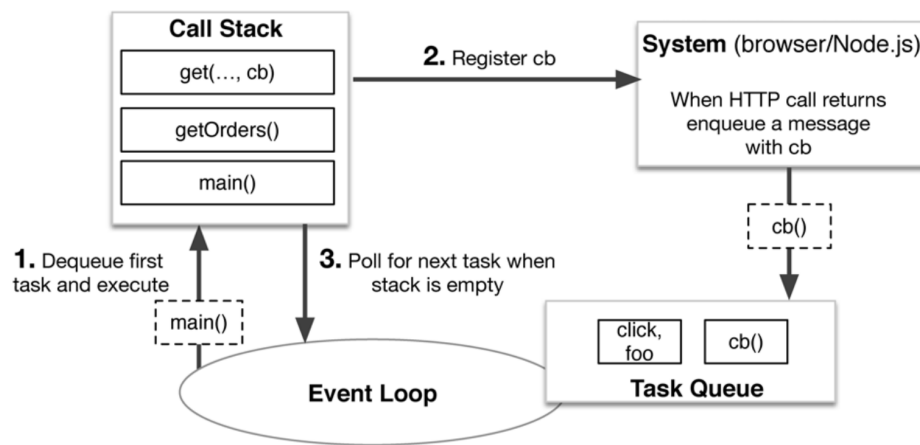 Call Stack
get(…, cb)
getOrders()
main()
2. Register cb
System (browser/Node.js)
When HTTP call returns
enqueue a message
with cb
cb()
1. Dequeue first
task and execute
main()
3. Poll for next task when
stack is empty
Event Loop
click,
foo
cb()
Task Queue